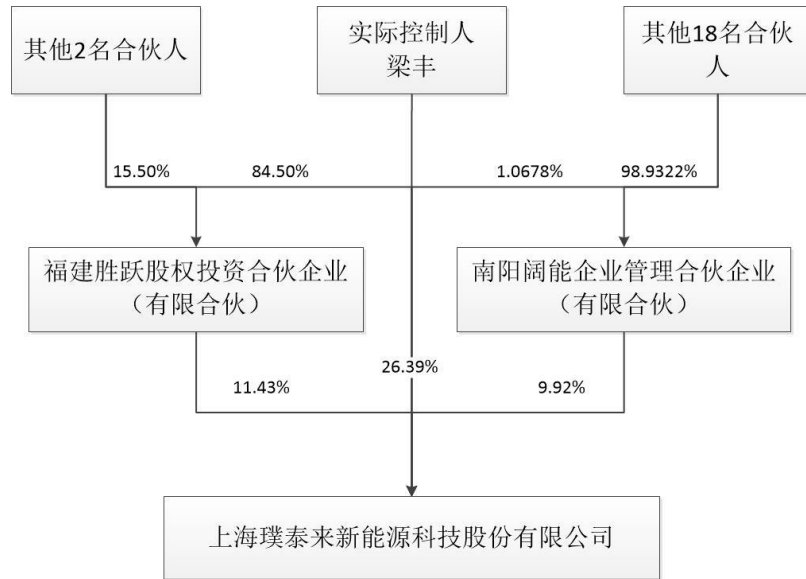 其他2名合伙人
实际控制人
梁丰
其他18名合伙
人
15.50%
84.50%
1.0678%
98.9322%
福建胜跃股权投资合伙企业
（有限合伙）
南阳阔能企业管理合伙企业
（有限合伙）
26.39%
11.43%
9.92%
上海璞泰来新能源科技股份有限公司